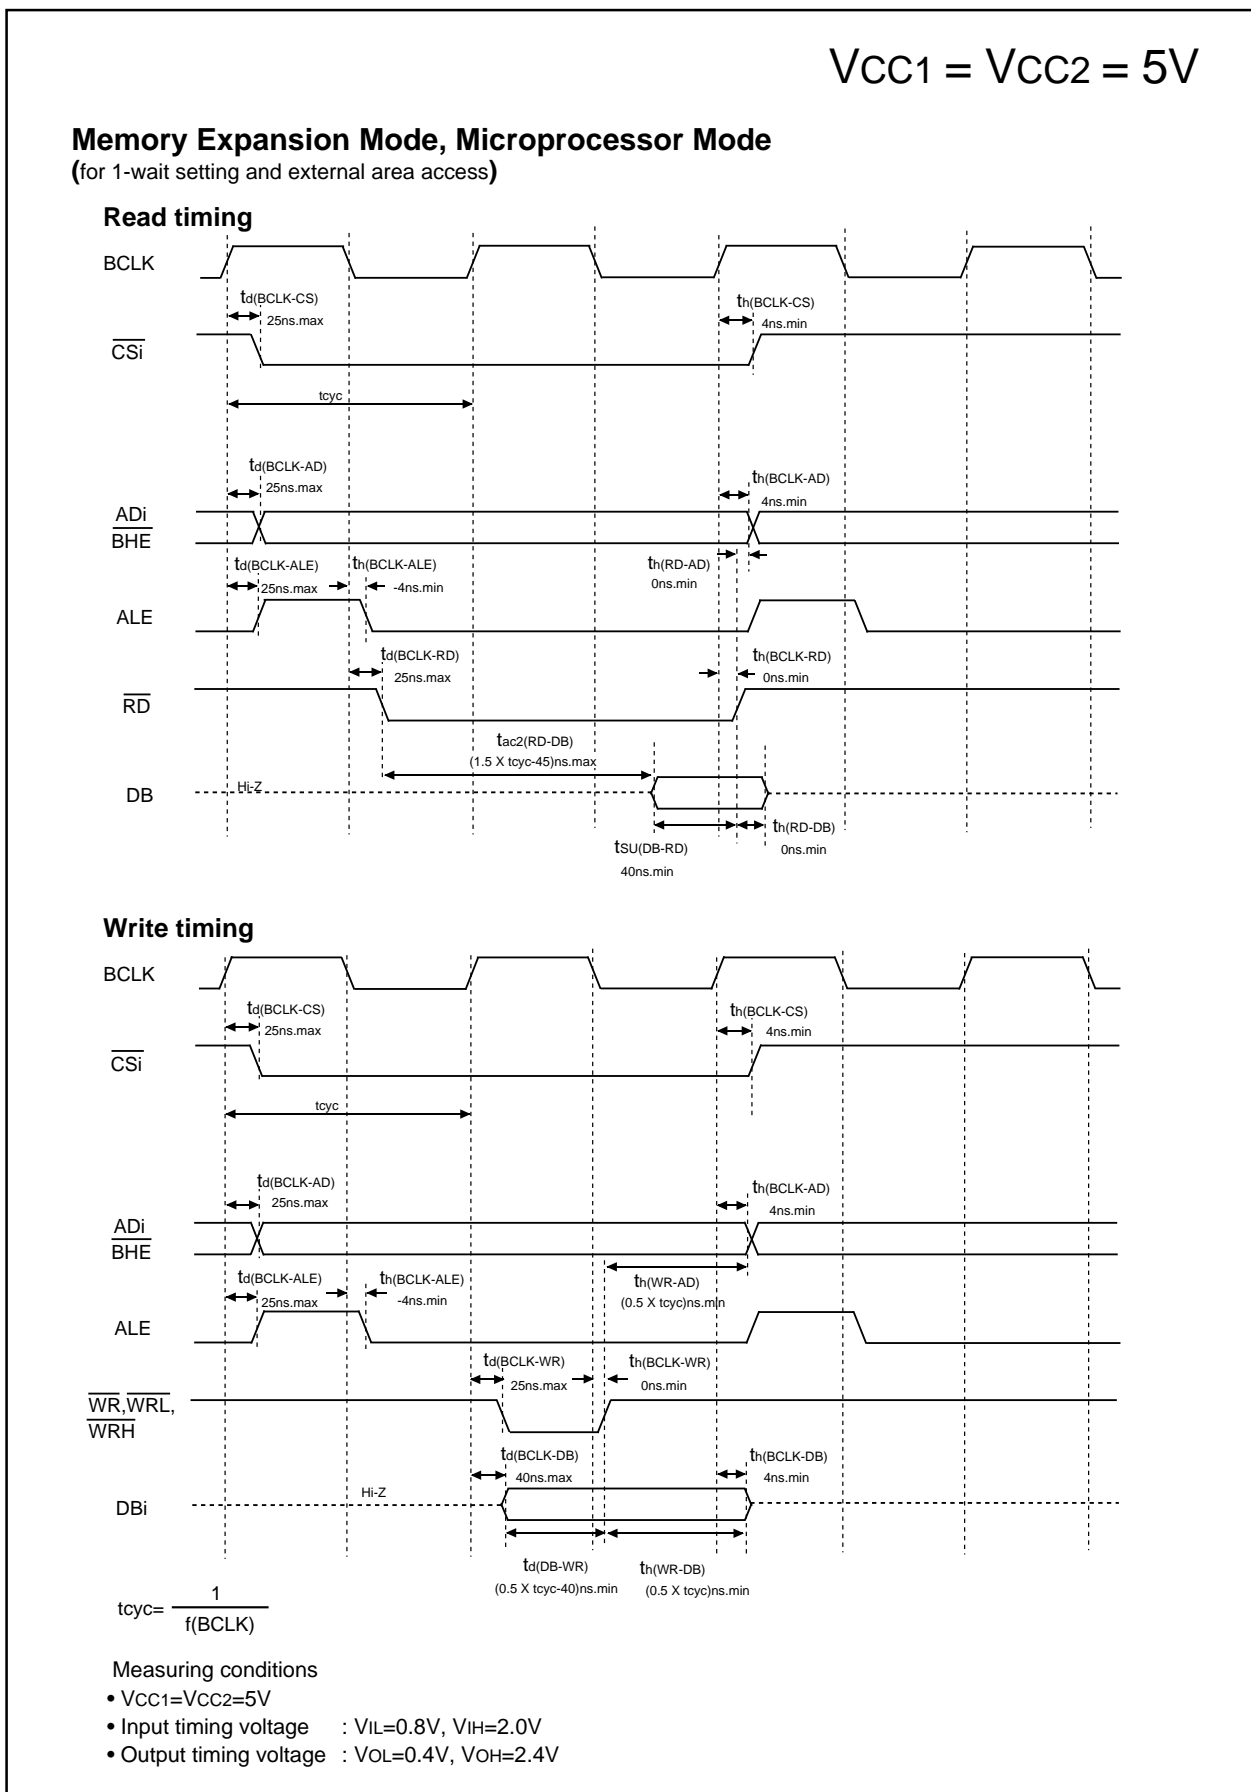 VCC1 = VCC2 = 5V
Memory Expansion Mode, Microprocessor Mode
(for 1-wait setting and external area access)
Read timing
BCLK
td(BCLK-CS)
25ns.max
th(BCLK-CS)
4ns.min
CSi
tcyc
td(BCLK-AD)
25ns.max
th(BCLK-AD)
4ns.min
ADi
BHE
td(BCLK-ALE)
25ns.max
th(BCLK-ALE)
-4ns.min
th(RD-AD)
0ns.min
ALE
td(BCLK-RD)
25ns.max
th(BCLK-RD)
0ns.min
RD
tac2(RD-DB)
(1.5 X tcyc-45)ns.max
DB
Hi-Z
tSU(DB-RD)
40ns.min
th(RD-DB)
0ns.min
Write timing
BCLK
td(BCLK-CS)
25ns.max
th(BCLK-CS)
4ns.min
CSi
tcyc
td(BCLK-AD)
25ns.max
th(BCLK-AD)
4ns.min
ADi
BHE
td(BCLK-ALE)
25ns.max
th(BCLK-ALE)
-4ns.min
th(WR-AD)
(0.5 X tcyc)ns.min
ALE
td(BCLK-WR)
25ns.max
th(BCLK-WR)
0ns.min
WR,WRL,
WRH
td(BCLK-DB)
40ns.max
th(BCLK-DB)
4ns.min
Hi-Z
DBi
td(DB-WR)
(0.5 X tcyc-40)ns.min
th(WR-DB)
(0.5 X tcyc)ns.min
tcyc= 1
f(BCLK)
Measuring conditions
• VCC1=VCC2=5V
• Input timing voltage : VIL=0.8V, VIH=2.0V
• Output timing voltage : VOL=0.4V, VOH=2.4V